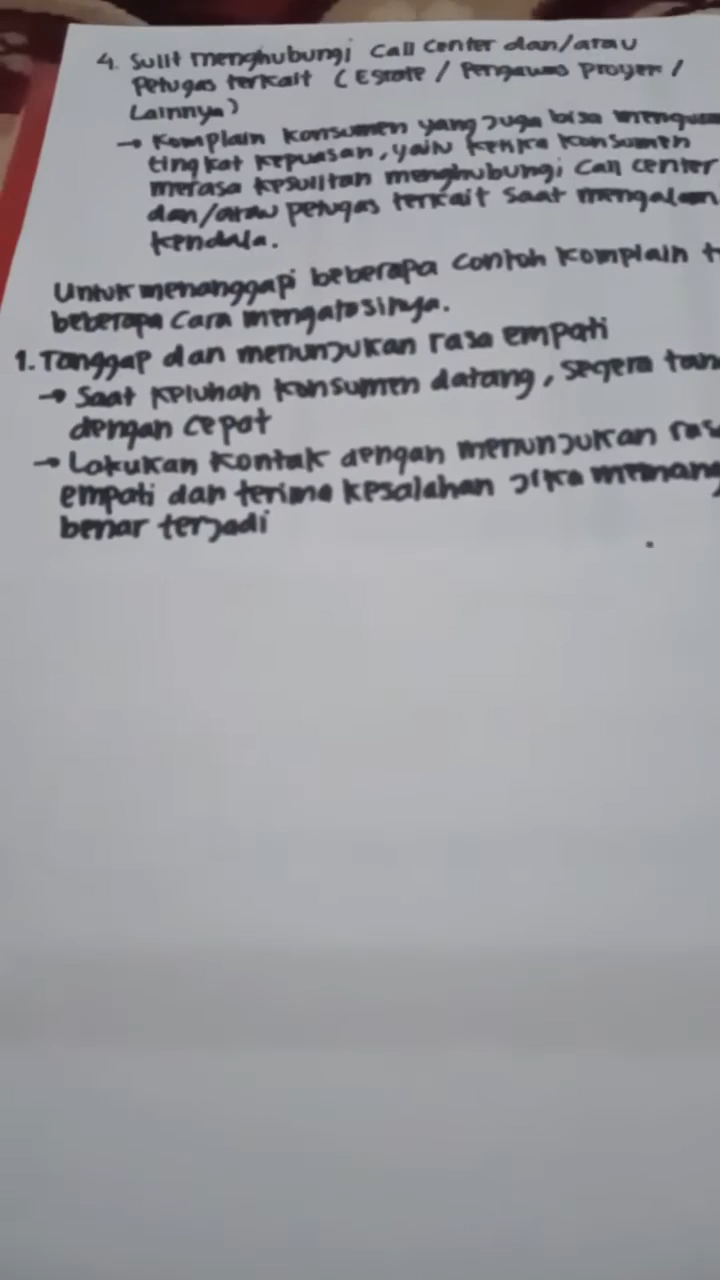 4. Sulit menghubungi Call Center dan/atau
Petugas terkait (Estate / Pengawas Proyek /
Lainnya)
→ Komplain konsumen yang juga bisa
tingkat kepuasan, yaitu ketika konsumen
merasa kesulitan menghubungi Call center
dan/atau petugas terkait saat
kendala.
Untuk menanggapi beberapa contoh komplain
beberapa cara mengatasinya.
1. Tanggap dan menunjukan rasa empati
→ Saat keluhan konsumen datang, segera
dengan cepat
→ Lakukan kontak dengan menunjukan
empati dan terima kesalahan jika memang
benar terjadi